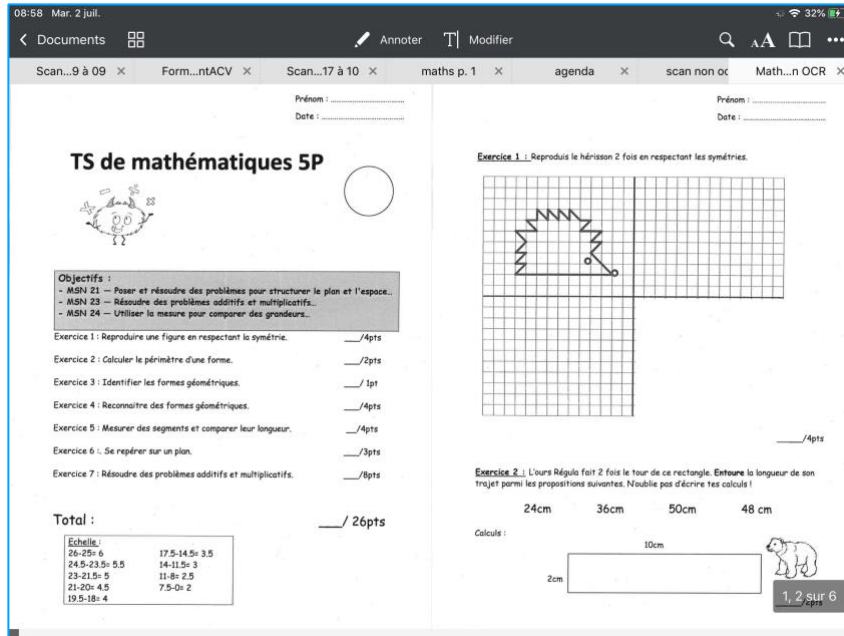 08:58 Mar. 2 juil.
32%
Documents
Annoter
Modifier
AA
Scan...9 à 09
Form...ntACV
Scan...17 à 10
maths p. 1
agenda
scan non oc
Math...n OCR
Prénom :
Date :
TS de mathématiques 5P
Objectifs :
- MSN 21 – Poser et résoudre des problèmes pour structurer le plan et l'espace...
- MSN 23 – Résoudre des problèmes additifs et multiplicatifs...
- MSN 24 – Utiliser la mesure pour comparer des grandeurs...
Exercice 1 : Reproduire une figure en respectant la symétrie. ___/4pts
Exercice 2 : Calculer le périmètre d'une forme. ___/2pts
Exercice 3 : Identifier les formes géométriques. ___/ 1pt
Exercice 4 : Reconnaitre des formes géométriques. ___/4pts
Exercice 5 : Mesurer des segments et comparer leur longueur. __/4pts
Exercice 6 :. Se repérer sur un plan. ___/3pts
Exercice 7 : Résoudre des problèmes additifs et multiplicatifs. ___/8pts
Total : ___/ 26pts
Echelle :
26-25= 6 17.5-14.5= 3.5
24.5-23.5= 5.5 14-11.5= 3
23-21.5= 5 11-8= 2.5
21-20= 4.5 7.5-0= 2
19.5-18= 4
Prénom :
Date :
Exercice 1 : Reproduis le hérisson 2 fois en respectant les symétries.
___/4pts
Exercice 2 : L'ours Régula fait 2 fois le tour de ce rectangle. Entoure la longueur de son
trajet parmi les propositions suivantes. N'oublie pas d'écrire tes calculs !
24cm 36cm 50cm 48 cm
Calculs :
10cm
2cm
1, 2 sur 6
/2pts